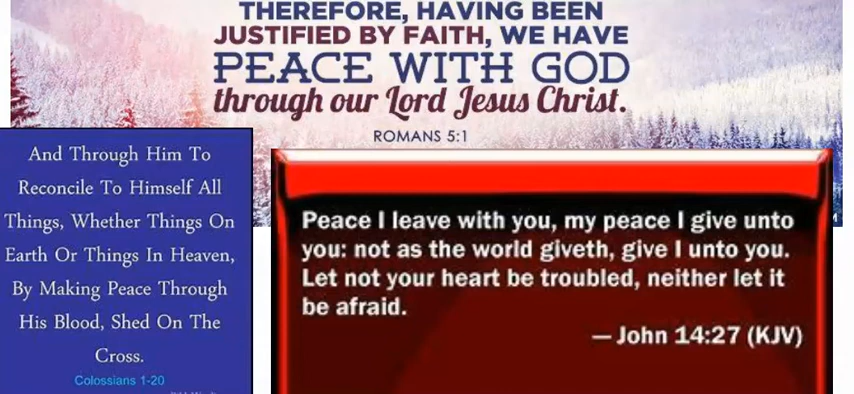 THEREFORE, HAVING BEEN
JUSTIFIED BY FAITH, WE HAVE
PEACE WITH GOD
through our Lord Jesus Christ.
ROMANS 5:1
And Through Him To
Reconcile To Himself All
Things, Whether Things On
Earth Or Things In Heaven,
By Making Peace Through
His Blood, Shed On The
Cross.
Colossians 1-20
Peace I leave with you, my peace I give unto
you: not as the world giveth, give I unto you.
Let not your heart be troubled, neither let it
be afraid.
— John 14:27 (KJV)